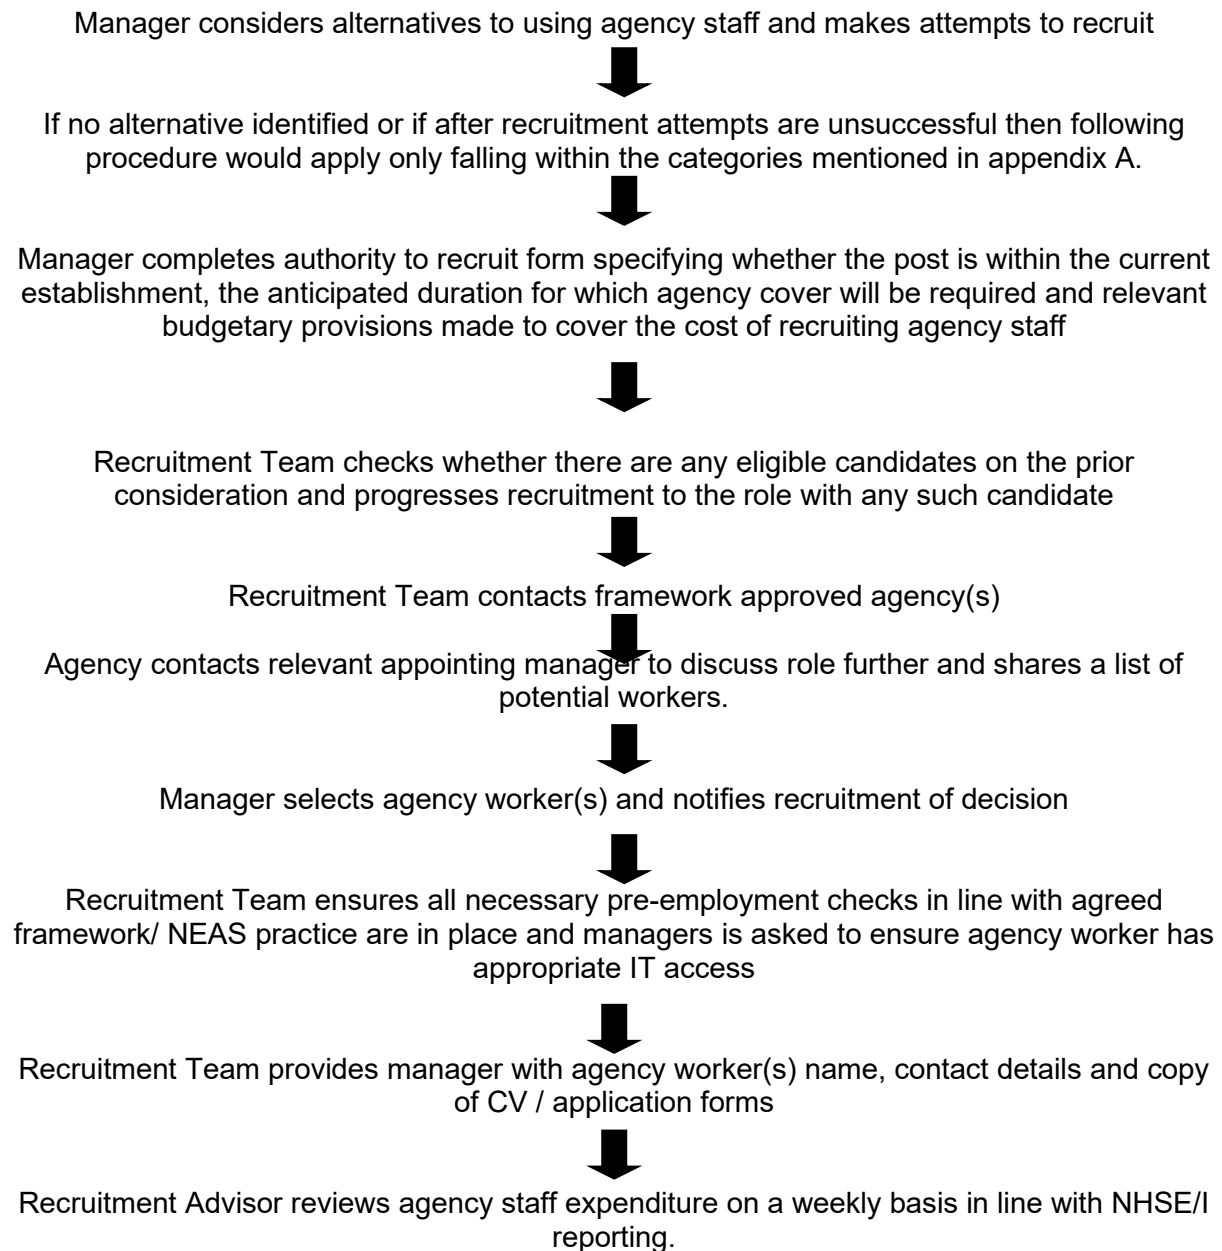 Manager considers alternatives to using agency staff and makes attempts to recruit
If no alternative identified or if after recruitment attempts are unsuccessful then following
procedure would apply only falling within the categories mentioned in appendix A.
Manager completes authority to recruit form specifying whether the post is within the current
establishment, the anticipated duration for which agency cover will be required and relevant
budgetary provisions made to cover the cost of recruiting agency staff
Recruitment Team checks whether there are any eligible candidates on the prior
consideration and progresses recruitment to the role with any such candidate
Recruitment Team contacts framework approved agency(s)
Agency contacts relevant appointing manager to discuss role further and shares a list of
potential workers.
Manager selects agency worker(s) and notifies recruitment of decision
Recruitment Team ensures all necessary pre-employment checks in line with agreed
framework/ NEAS practice are in place and managers is asked to ensure agency worker has
appropriate IT access
Recruitment Team provides manager with agency worker(s) name, contact details and copy
of CV / application forms
Recruitment Advisor reviews agency staff expenditure on a weekly basis in line with NHSE/I
reporting.